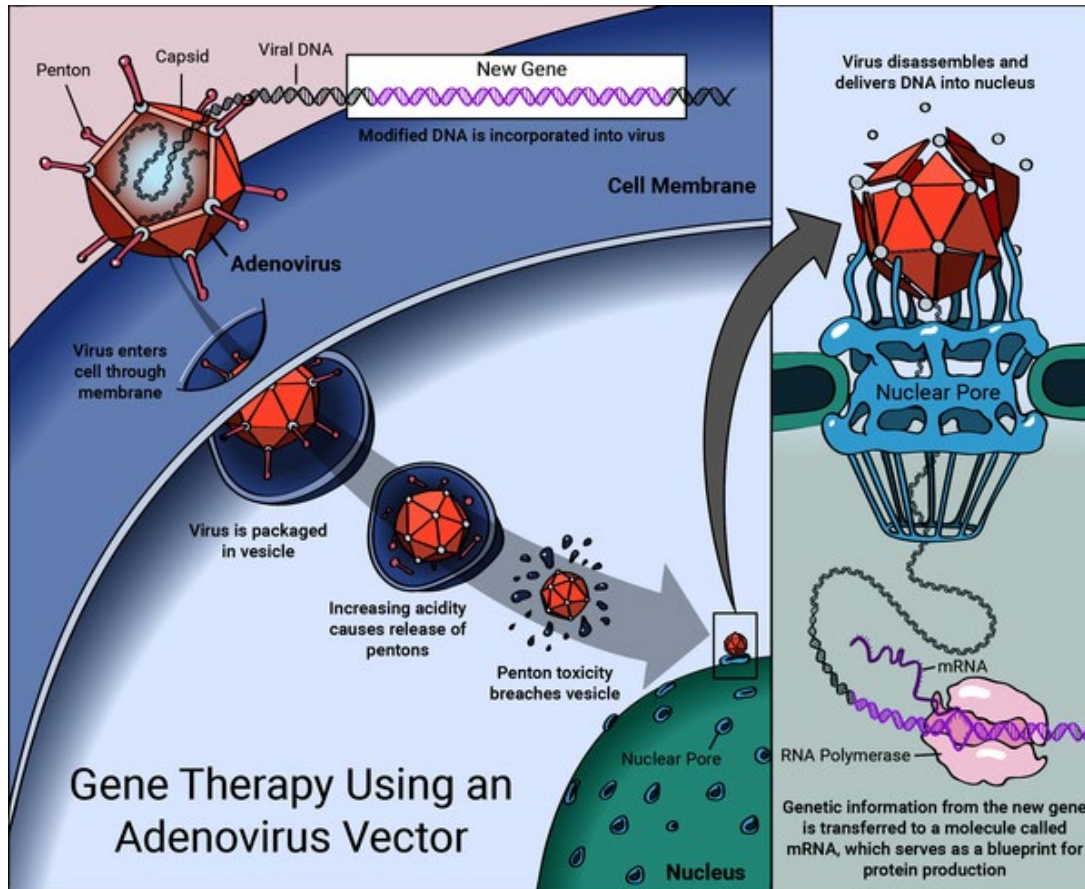 Penton
Capsid
Viral DNA
New Gene
Modified DNA is incorporated into virus
Cell Membrane
Adenovirus
Virus enters
cell through
membrane
Virus is packaged
in vesicle
Increasing acidity
causes release of
pentons
Penton toxicity
breaches vesicle
Nuclear Pore
Nucleus
Gene Therapy Using an
Adenovirus Vector
Virus disassembles and
delivers DNA into nucleus
Nuclear Pore
mRNA
RNA Polymerase
Genetic information from the new gene
is transferred to a molecule called
mRNA, which serves as a blueprint for
protein production